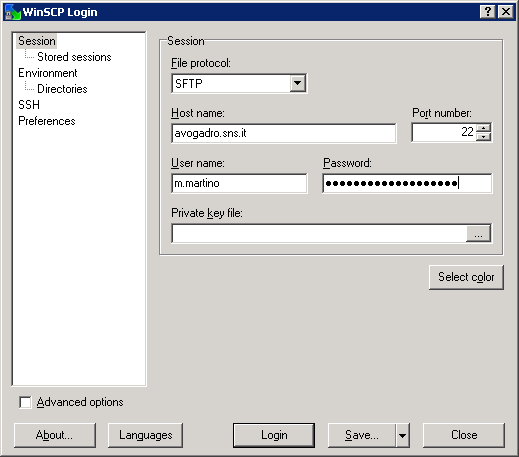 WinSCP Login
Session
Stored sessions
Environment
Directories
SSH
Preferences
Session
File protocol:
SFTP
Host name:
Port number:
avogadro.sns.it
22
User name:
Password:
m.martino
●●●●●●●●●●●●●●●●●●●
Private key file:
...
Select color
Advanced options
About...
Languages
Login
Save...
Close